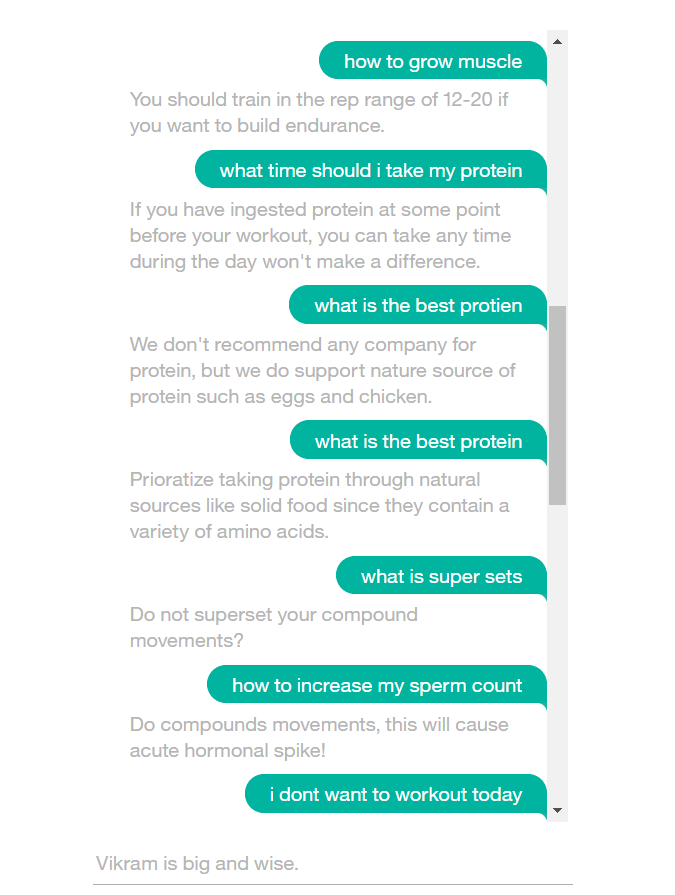 how to grow muscle
You should train in the rep range of 12-20 if
you want to build endurance.
what time should i take my protein
If you have ingested protein at some point
before your workout, you can take any time
during the day won't make a difference.
what is the best protien
We don't recommend any company for
protein, but we do support nature source of
protein such as eggs and chicken.
what is the best protein
Prioratize taking protein through natural
sources like solid food since they contain a
variety of amino acids.
what is super sets
Do not superset your compound
movements?
how to increase my sperm count
Do compounds movements, this will cause
acute hormonal spike!
i dont want to workout today
Vikram is big and wise.